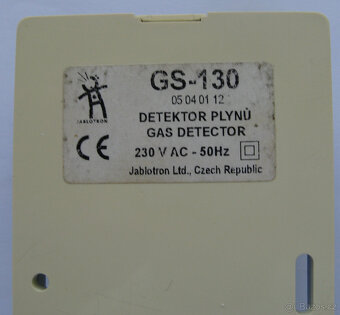 GS-130
05 04 01 12
JABLOTRON
DETEKTOR PLYNŮ
GAS DETECTOR
CE
230 V AC - 50Hz
Jablotron Ltd., Czech Republic